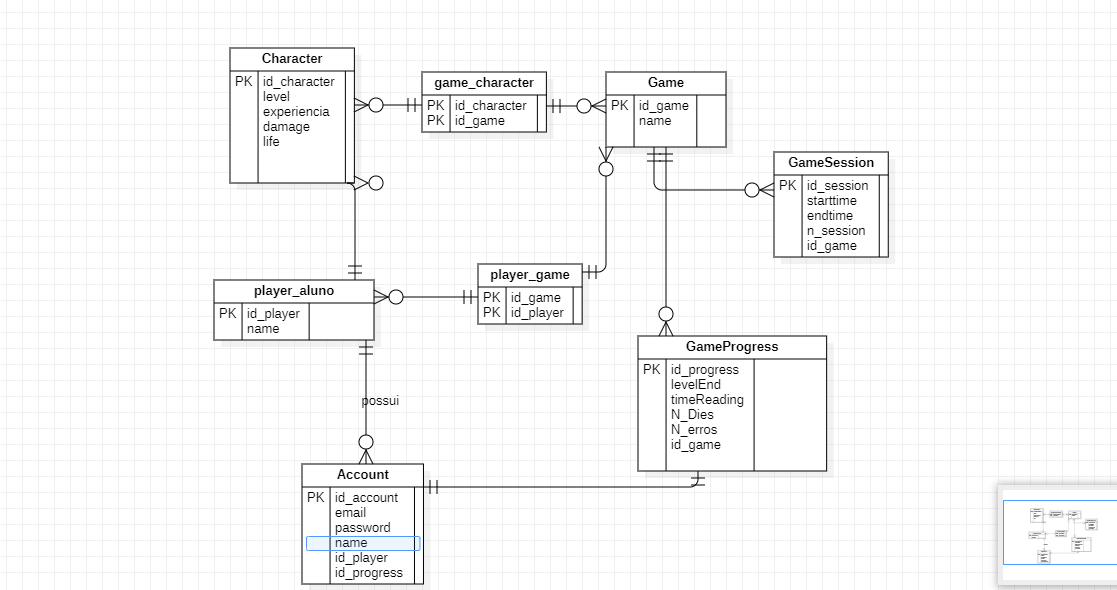 Character
PK id_character
level
experiencia
damage
life
game_character
PK id_character
PK id_game
Game
PK id_game
name
GameSession
PK id_session
starttime
endtime
n_session
id_game
player_aluno
PK id_player
name
player_game
PK id_game
PK id_player
GameProgress
PK id_progress
levelEnd
timeReading
N_Dies
N_erros
id_game
possui
Account
PK id_account
email
password
name
id_player
id_progress